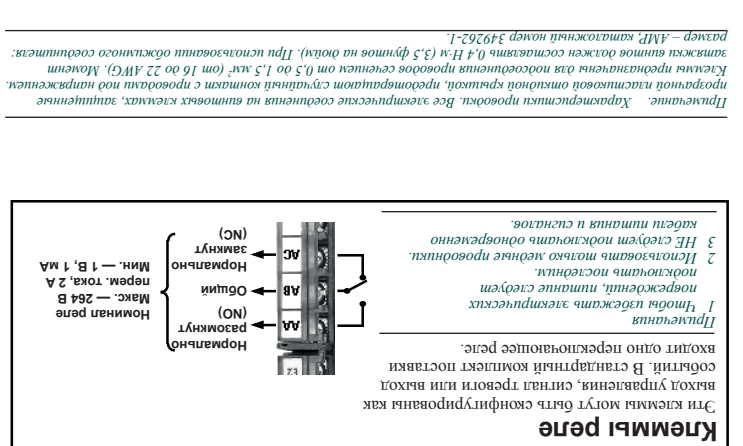 Клеммы реле
Эти клеммы могут быть сконфигурированы как
выход управления, сигнал тревоги или выход
событий. В стандартный комплект поставки
входит одно переключающее реле.
Примечания
1 Чтобы избежать электрических
повреждений, питание следует
подключать последним.
2 Использовать только медные проводники.
3 НЕ следует подключать одновременно
кабели питания и сигналов.
E2
AA
AB
AC
Нормально
разомкнут
(NO)
Общий
Нормально
замкнут
(NC)
Номинал реле
Макс. — 264 В
перем. тока, 2 А
Мин. — 1 В, 1 мА
Примечание. Характеристики проводки. Все электрические соединения на винтовых клеммах, защищенные
прозрачной пластиковой откидной крышкой, предотвращают случайный контакт с проводами под напряжением.
Клеммы предназначены для подсоединения проводов сечением от 0,5 до 1,5 мм² (от 16 до 22 AWG). Момент
затяжки винтов должен составлять 0,4 Н·м (3,5 фунтов на дюйм). При использовании обжимного соединителя:
размер – AMP, каталожный номер 349262-1.